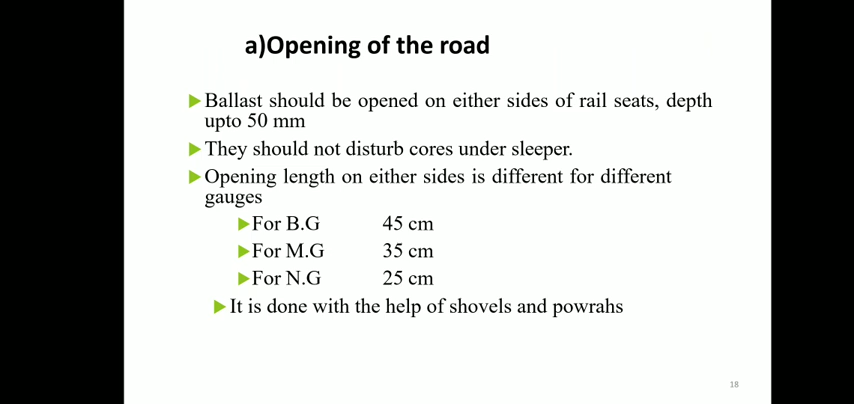 a)Opening of the road
Ballast should be opened on either sides of rail seats, depth
upto 50 mm
They should not disturb cores under sleeper.
Opening length on either sides is different for different
gauges
For B.G 45 cm
For M.G 35 cm
For N.G 25 cm
It is done with the help of shovels and powrahs
18